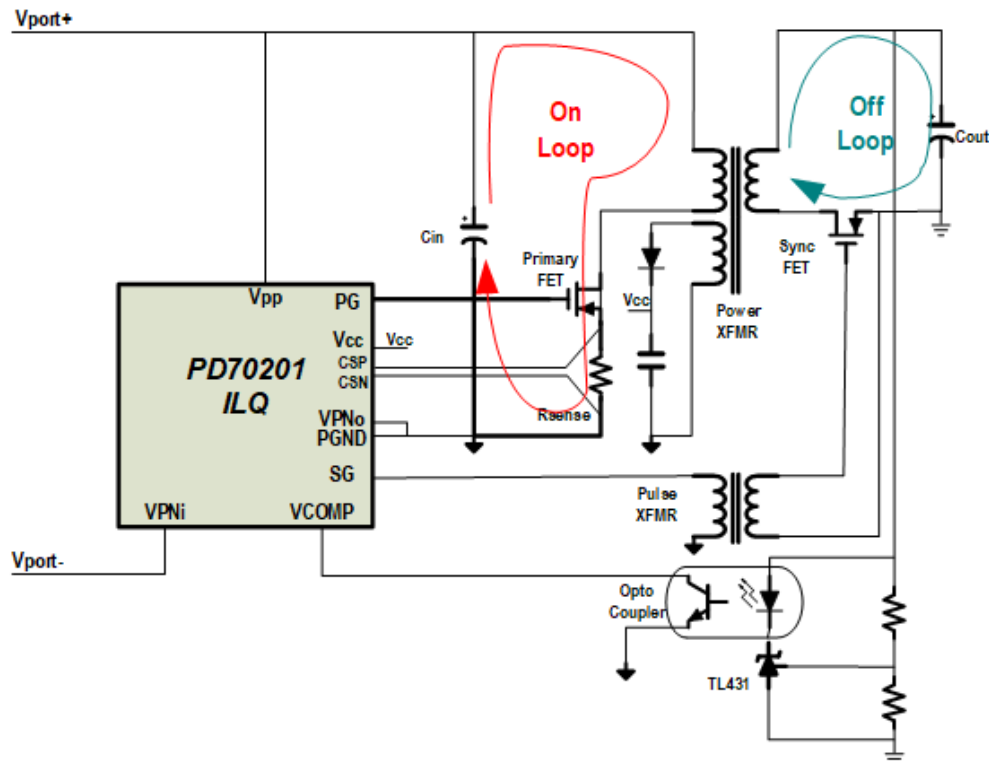 Vport+
On
Loop
Off
Loop
Cout
+
+
Cin
Primary
FET
Sync
FET
Vcc
Power
XFMR
Vpp
PG
Vcc
Vcc
CSP
CSN
PD70201
ILQ
VPNo
PGND
Rsense
SG
VPNi
VCOMP
Pulse
XFMR
Vport-
Opto
Coupler
TL431